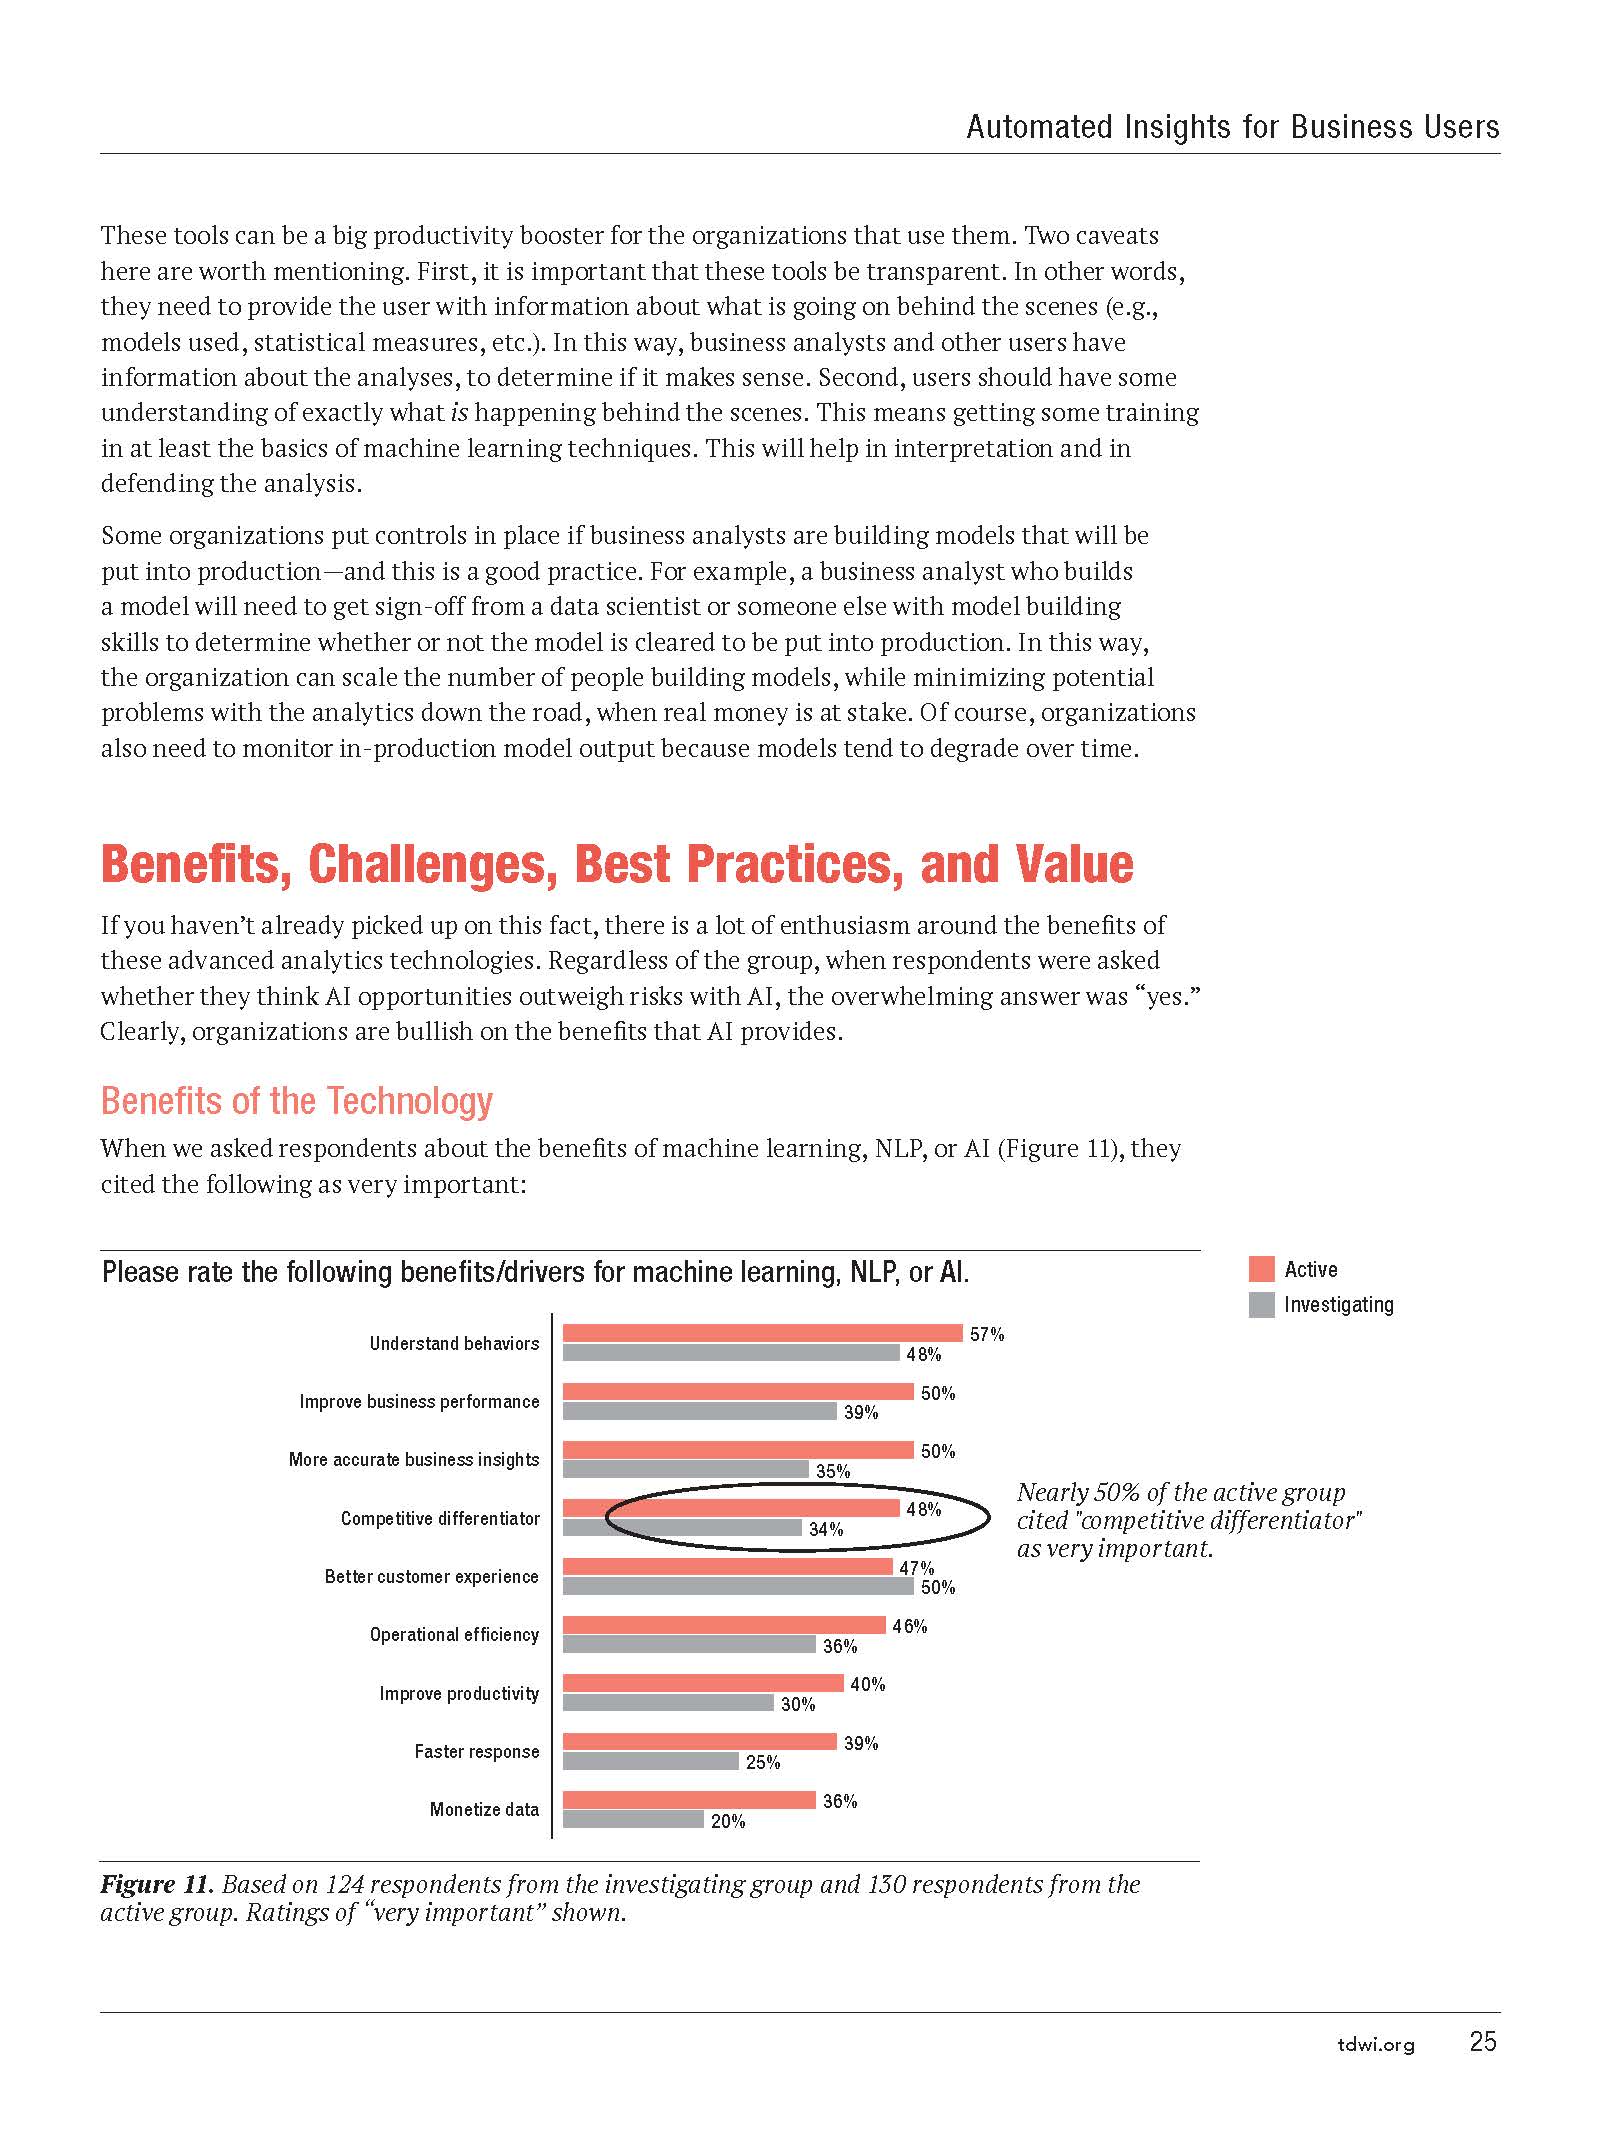 Automated Insights for Business Users
These tools can be a big productivity booster for the organizations that use them. Two caveats
here are worth mentioning. First, it is important that these tools be transparent. In other words,
they need to provide the user with information about what is going on behind the scenes (e.g.,
models used, statistical measures, etc.). In this way, business analysts and other users have
information about the analyses, to determine if it makes sense. Second, users should have some
understanding of exactly what is happening behind the scenes. This means getting some training
in at least the basics of machine learning techniques. This will help in interpretation and in
defending the analysis.
Some organizations put controls in place if business analysts are building models that will be
put into production—and this is a good practice. For example, a business analyst who builds
a model will need to get sign-off from a data scientist or someone else with model building
skills to determine whether or not the model is cleared to be put into production. In this way,
the organization can scale the number of people building models, while minimizing potential
problems with the analytics down the road, when real money is at stake. Of course, organizations
also need to monitor in-production model output because models tend to degrade over time.
Benefits, Challenges, Best Practices, and Value
If you haven’t already picked up on this fact, there is a lot of enthusiasm around the benefits of
these advanced analytics technologies. Regardless of the group, when respondents were asked
whether they think AI opportunities outweigh risks with AI, the overwhelming answer was “yes.”
Clearly, organizations are bullish on the benefits that AI provides.
Benefits of the Technology
When we asked respondents about the benefits of machine learning, NLP, or AI (Figure 11), they
cited the following as very important:
Please rate the following benefits/drivers for machine learning, NLP, or AI.
Active
Investigating
Understand behaviors
57%
48%
Improve business performance
50%
39%
More accurate business insights
50%
35%
Competitive differentiator
48%
34%
Nearly 50% of the active group
cited "competitive differentiator"
as very important.
Better customer experience
47%
50%
Operational efficiency
46%
36%
Improve productivity
40%
30%
Faster response
39%
25%
Monetize data
36%
20%
Figure 11. Based on 124 respondents from the investigating group and 130 respondents from the
active group. Ratings of “very important” shown.
tdwi.org 25